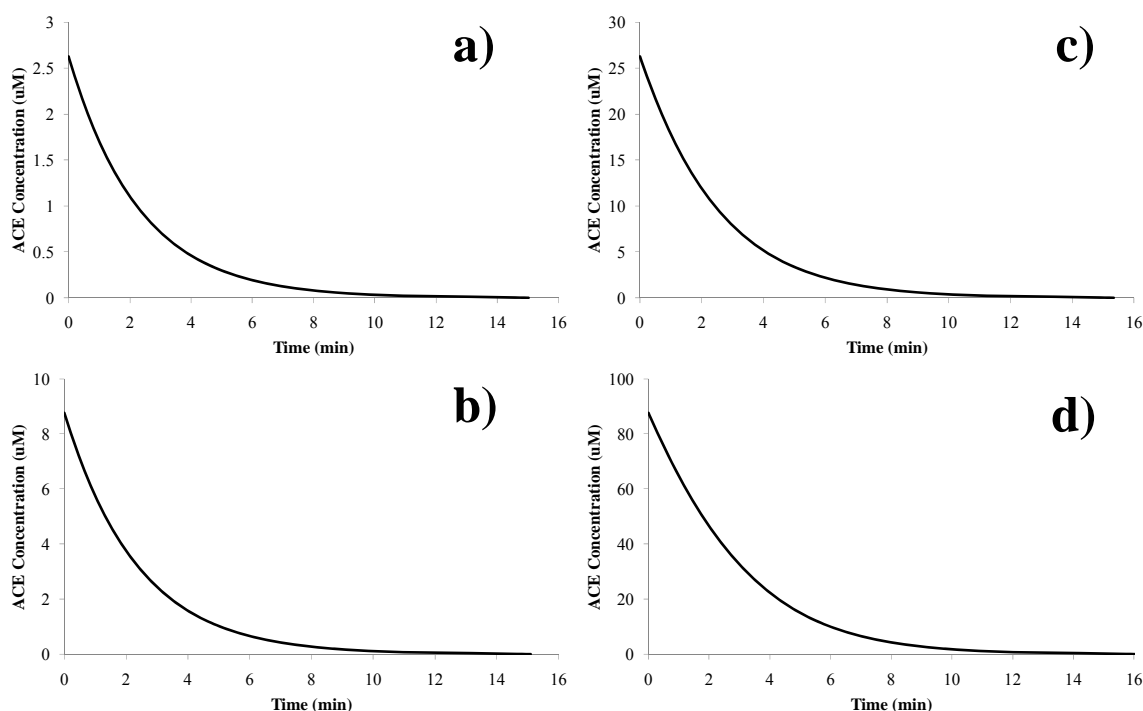 a)
ACE Concentration (uM)
3
2.5
2
1.5
1
0.5
0
0 2 4 6 8 10 12 14 16
Time (min)
c)
ACE Concentration (uM)
30
25
20
15
10
5
0
0 2 4 6 8 10 12 14 16
Time (min)
b)
ACE Concentration (uM)
10
8
6
4
2
0
0 2 4 6 8 10 12 14 16
Time (min)
d)
ACE Concentration (uM)
100
80
60
40
20
0
0 2 4 6 8 10 12 14 16
Time (min)